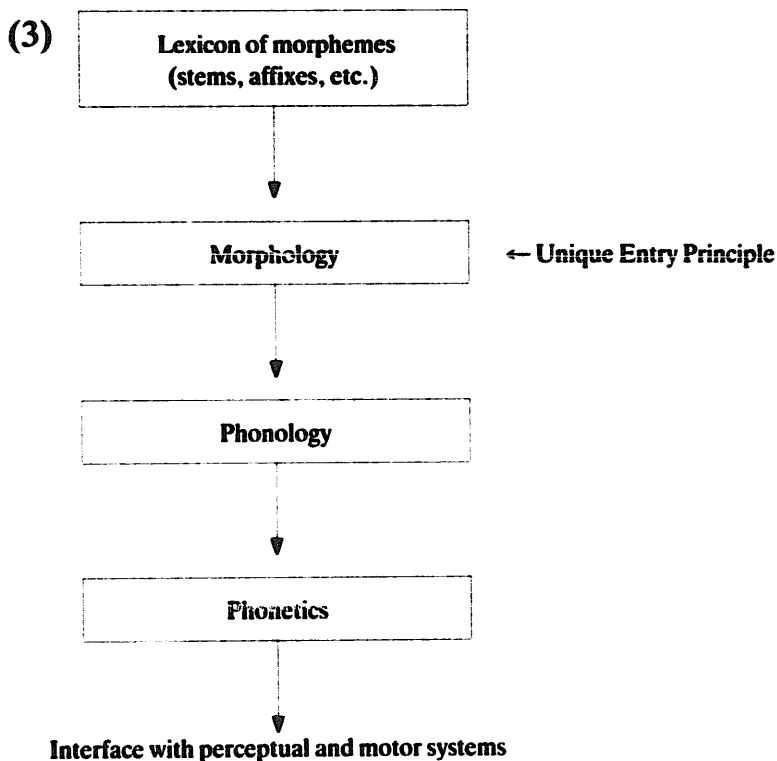 (3)
Lexicon of morphemes
(stems, affixes, etc.)
Morphology
← Unique Entry Principle
Phonology
Phonetics
Interface with perceptual and motor systems